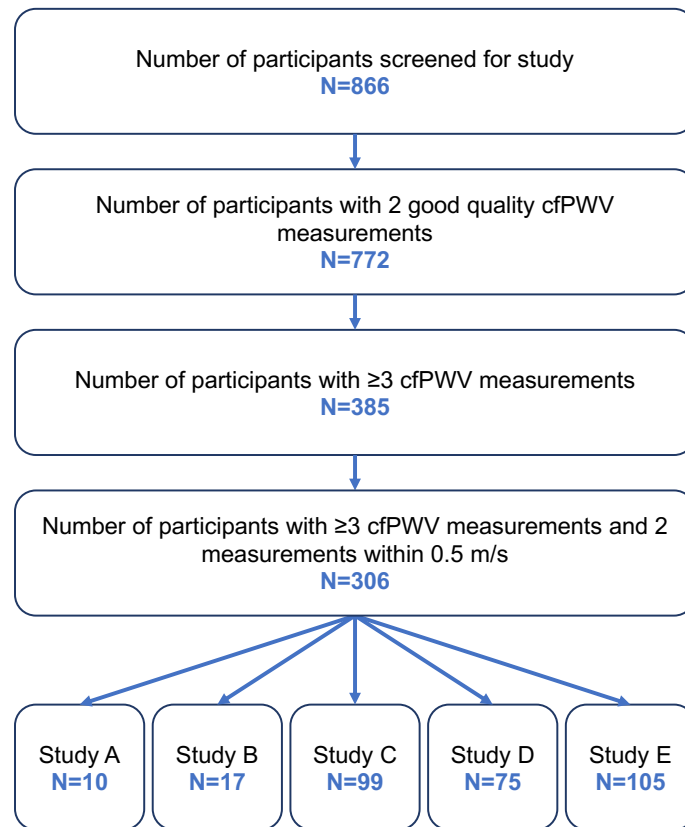 Number of participants screened for study
N=866
Number of participants with 2 good quality cfPWV
measurements
N=772
Number of participants with ≥3 cfPWV measurements
N=385
Number of participants with ≥3 cfPWV measurements and 2
measurements within 0.5 m/s
N=306
Study A
N=10
Study B
N=17
Study C
N=99
Study D
N=75
Study E
N=105